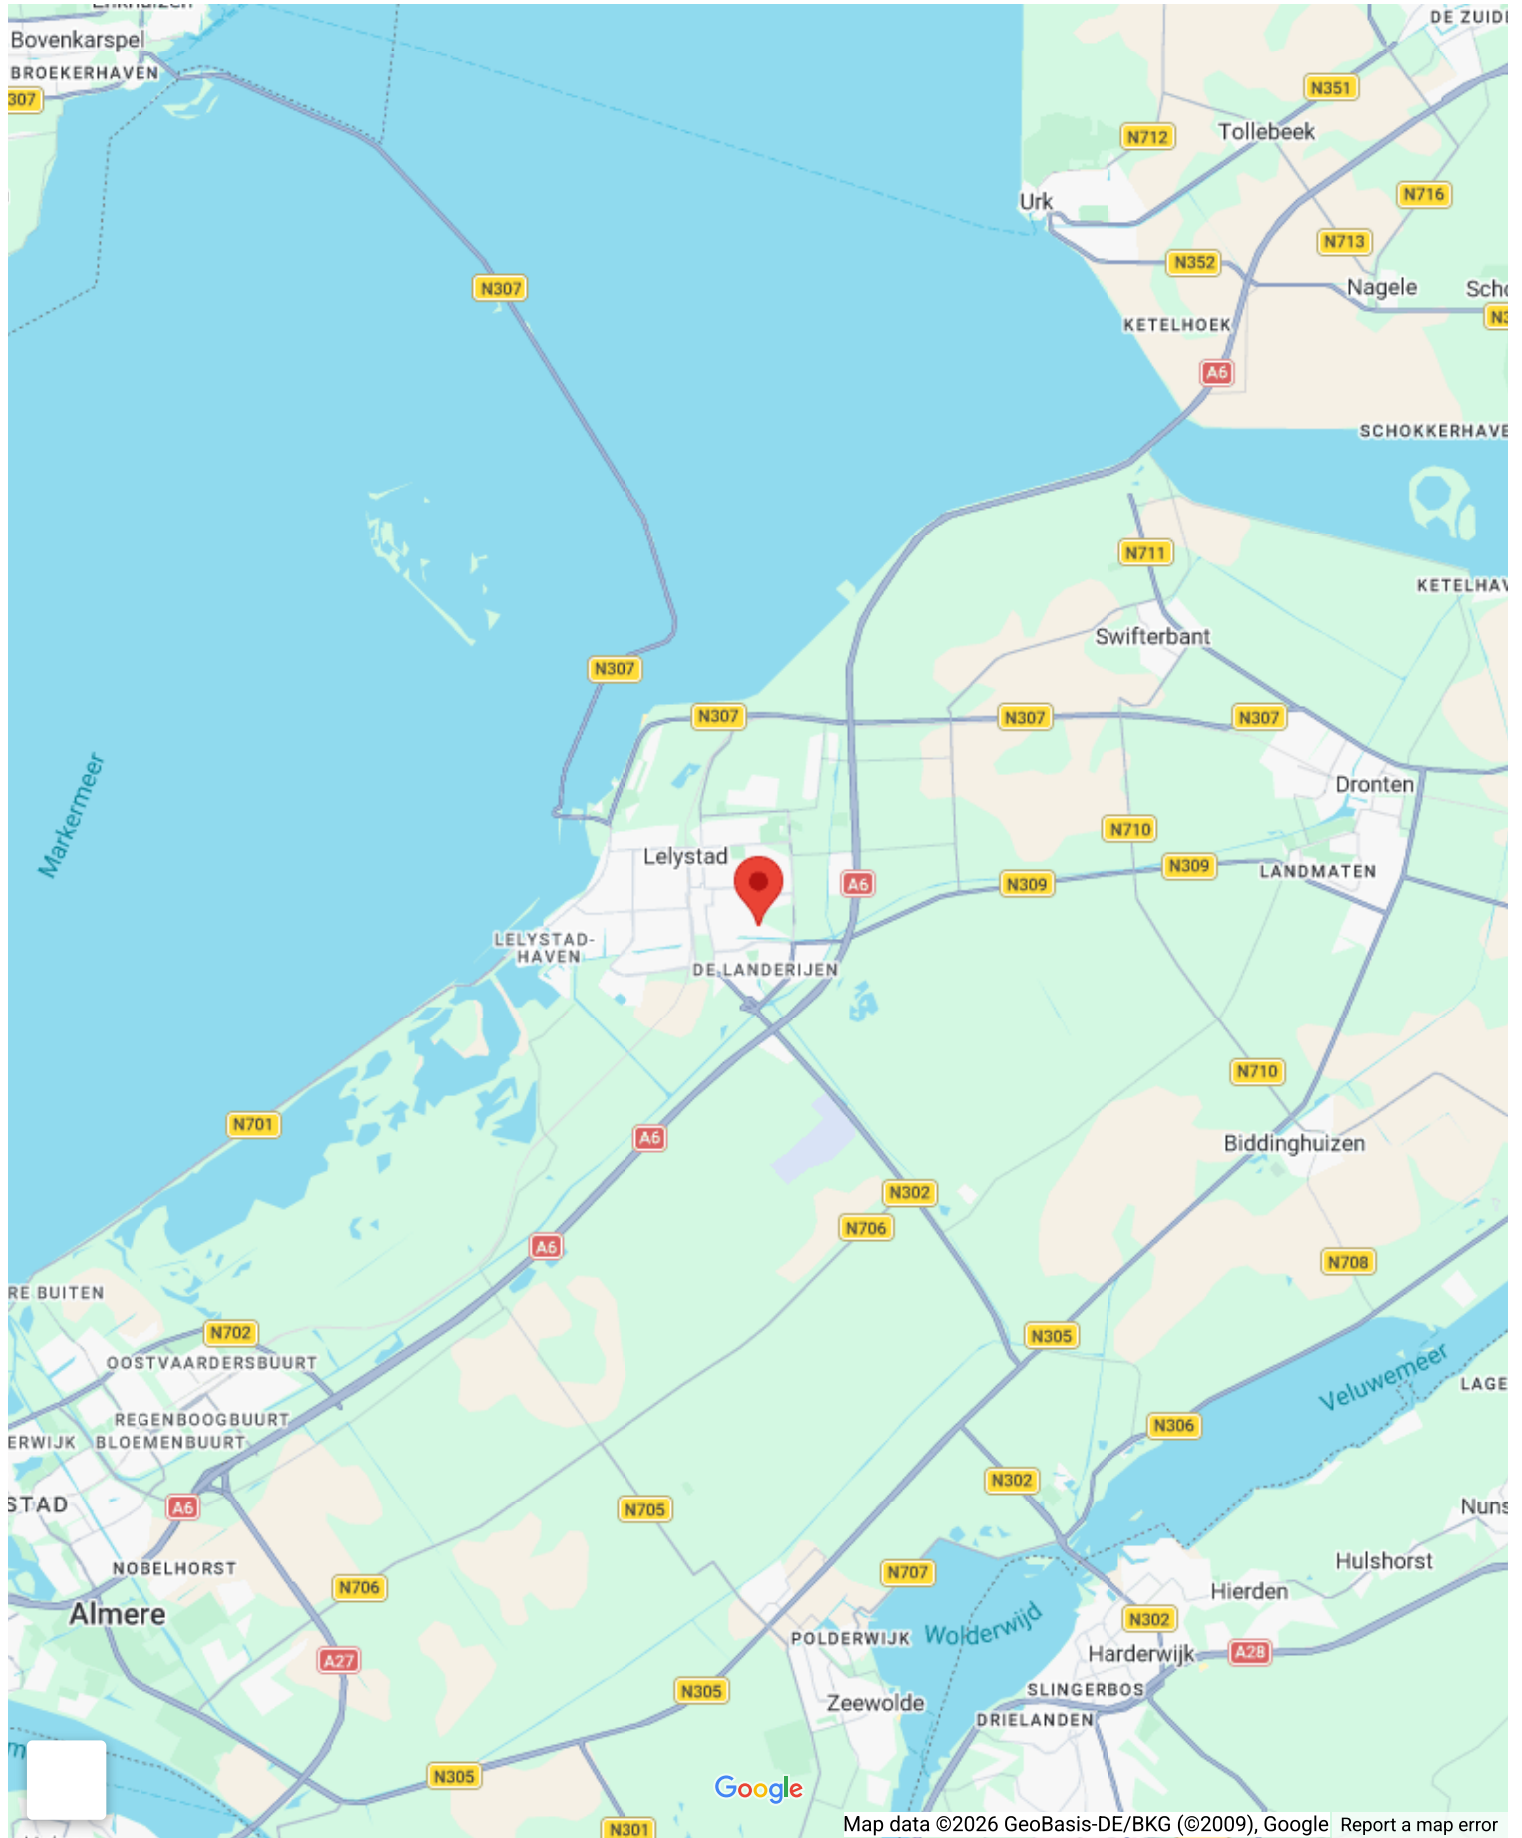 Enkhuizen
Bovenkarspel
BROEKERHAVEN
307
DE ZUID
N351
Tollebeek
N712
N716
Urk
N713
N352
Nagele
Scho
N3
N307
KETELHOEK
A6
SCHOKKERHAVE
N711
KETELHAV
Swifterbant
N307
N307
N307
N307
Markermeer
Dronten
N710
Lelystad
A6
N309
N309
LANDMATEN
LELYSTAD-
HAVEN
DE LANDERIJEN
N710
N701
A6
Biddinghuizen
N302
N706
A6
N708
RE BUITEN
N702
N305
OOSTVAARDERSBUURT
Veluwemeer
LAGE
REGENBOOGBUURT
N306
ERWIJK
BLOEMENBUURT
N302
STAD
A6
N705
Nuns
NOBELHORST
N706
N707
Hulshorst
Hierden
Almere
Wolderwijd
N302
POLDERWIJK
A27
Harderwijk
A28
N305
SLINGERBOS
Zeewolde
DRIELANDEN
m
N305
Google
N301
Map data ©2026 GeoBasis-DE/BKG (©2009), Google
Report a map error